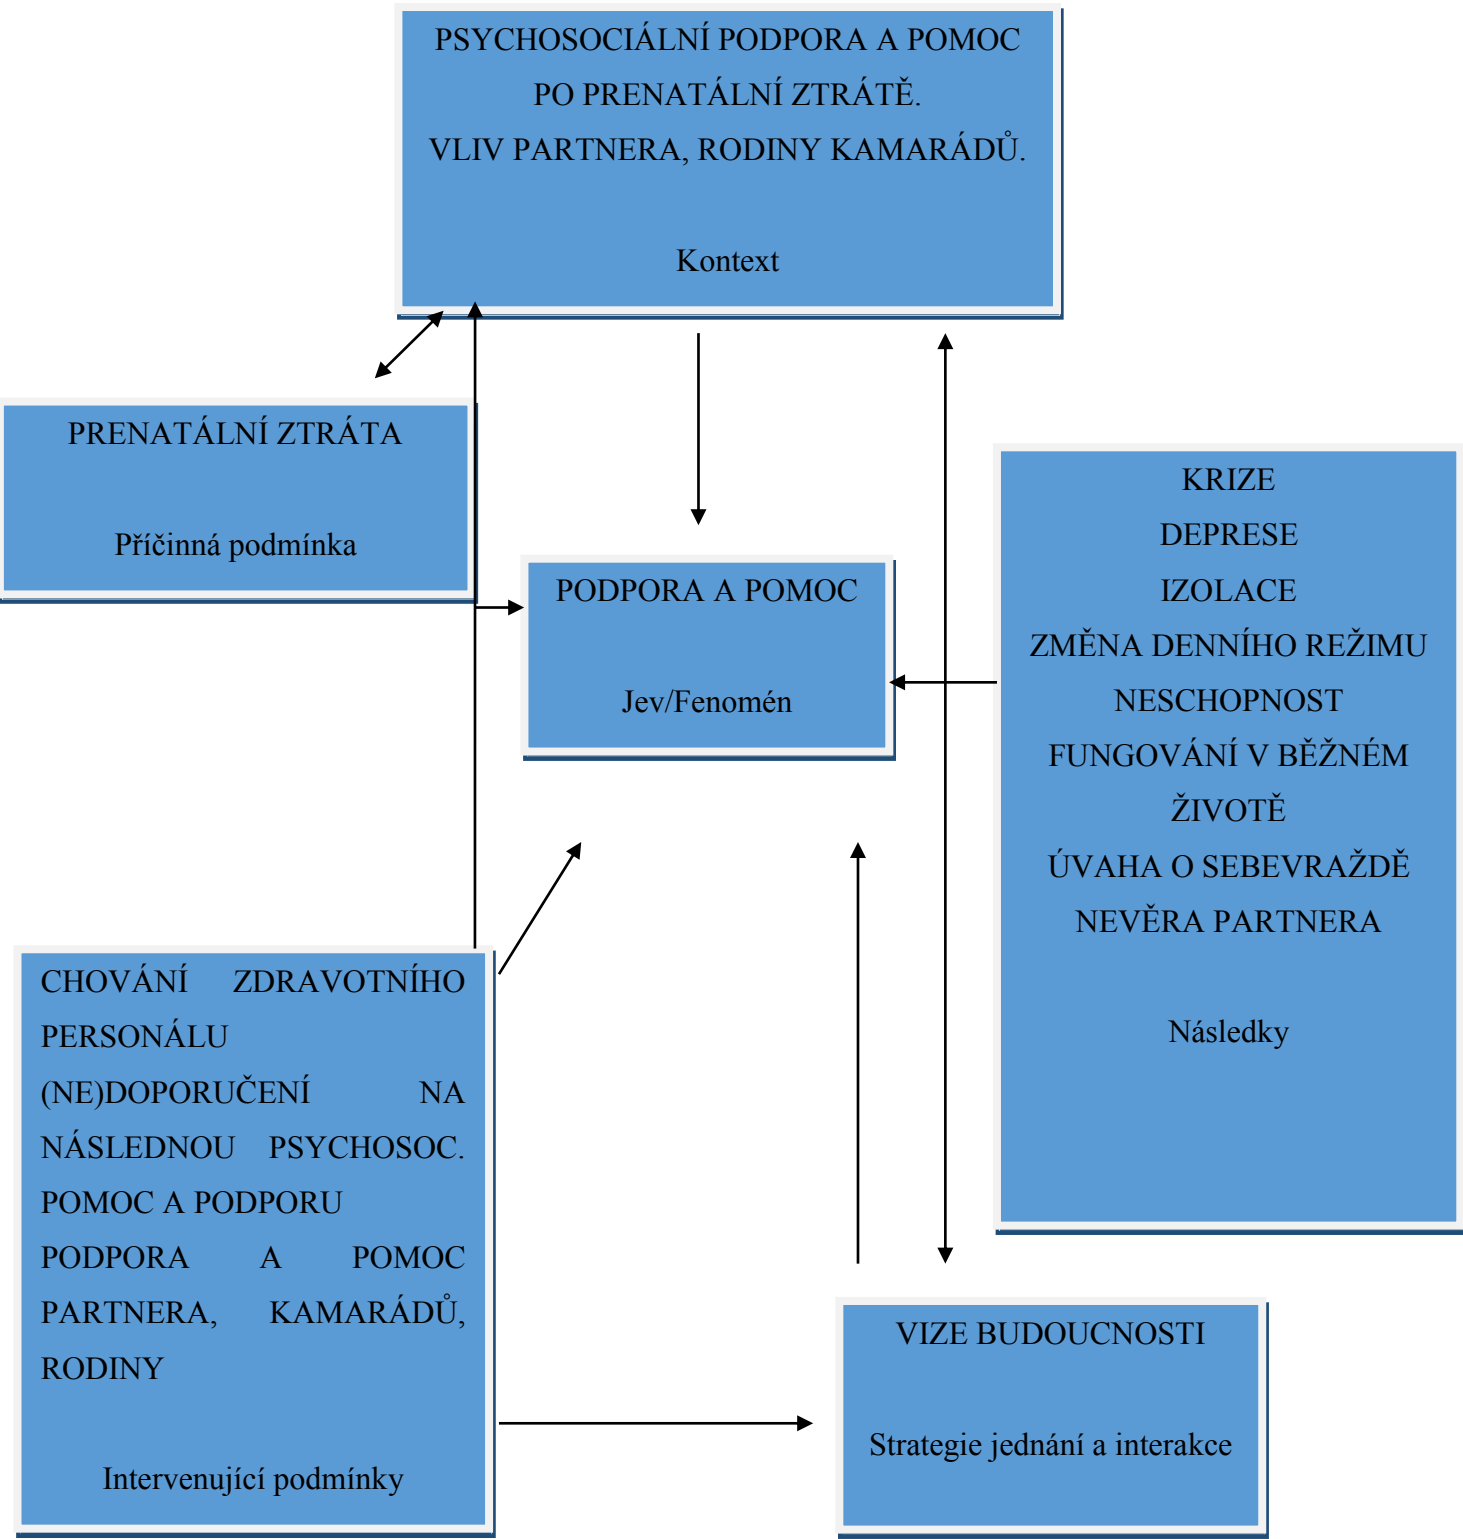 PSYCHOSOCIÁLNÍ PODPORA A POMOC
PO PRENATÁLNÍ ZTRÁTĚ.
VLIV PARTNERA, RODINY KAMARÁDŮ.
Kontext
PRENATÁLNÍ ZTRÁTA
Příčinná podmínka
PODPORA A POMOC
Jev/Fenomén
KRIZE
DEPRESE
IZOLACE
ZMĚNA DENNÍHO REŽIMU
NESCHOPNOST
FUNGOVÁNÍ V BĚŽNÉM
ŽIVOTĚ
ÚVAHA O SEBEVRAŽDĚ
NEVĚRA PARTNERA
Následky
CHOVÁNÍ ZDRAVOTNÍHO
PERSONÁLU
(NE)DOPORUČENÍ NA
NÁSLEDNOU PSYCHOSOC.
POMOC A PODPORU
PODPORA A POMOC
PARTNERA, KAMARÁDŮ,
RODINY
Intervenující podmínky
VIZE BUDOUCNOSTI
Strategie jednání a interakce